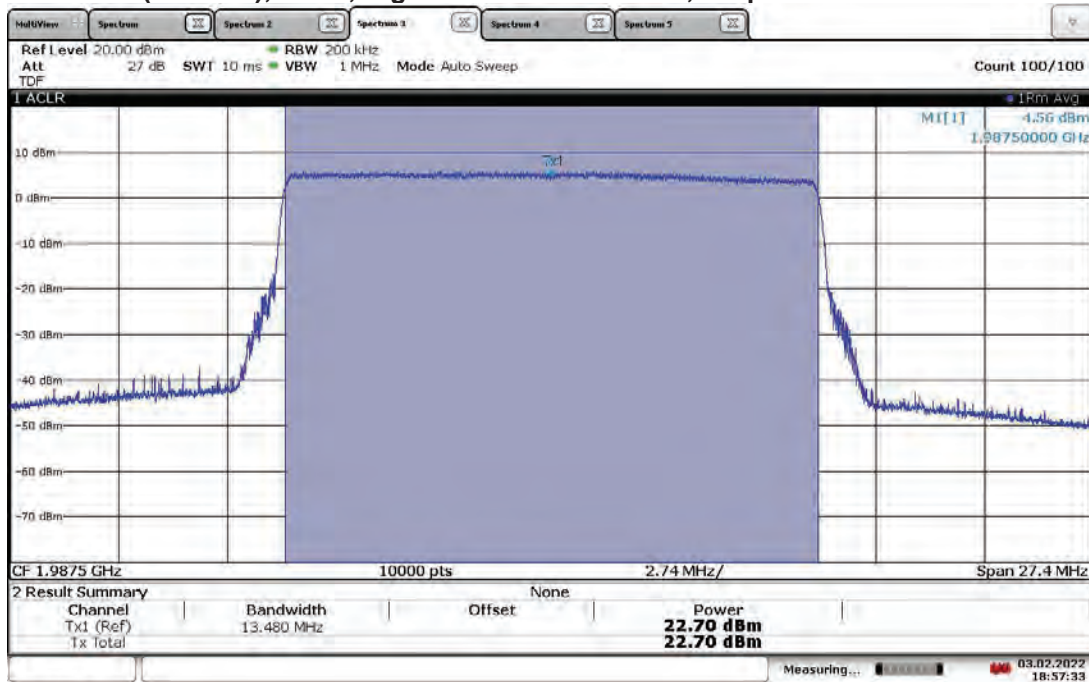 MultiView Spectrum Spectrum 2 Spectrum 3 Spectrum 4 Spectrum 5
Ref Level 20.00 dBm RBW 200 kHz
Att 27 dB SWT 10 ms VBW 1 MHz Mode Auto Sweep Count 100/100
TDF
1 ACLR 1Rm Avg
M1[1] 4.56 dBm
1.98750000 GHz
10 dBm
Tx1
0 dBm
-10 dBm
-20 dBm
-30 dBm
-40 dBm
-50 dBm
-60 dBm
-70 dBm
CF 1.9875 GHz 10000 pts 2.74 MHz/ Span 27.4 MHz
2 Result Summary None
Channel Bandwidth Offset Power
Tx1 (Ref) 13.480 MHz 22.70 dBm
Tx Total 22.70 dBm
Measuring... 03.02.2022
18:57:33